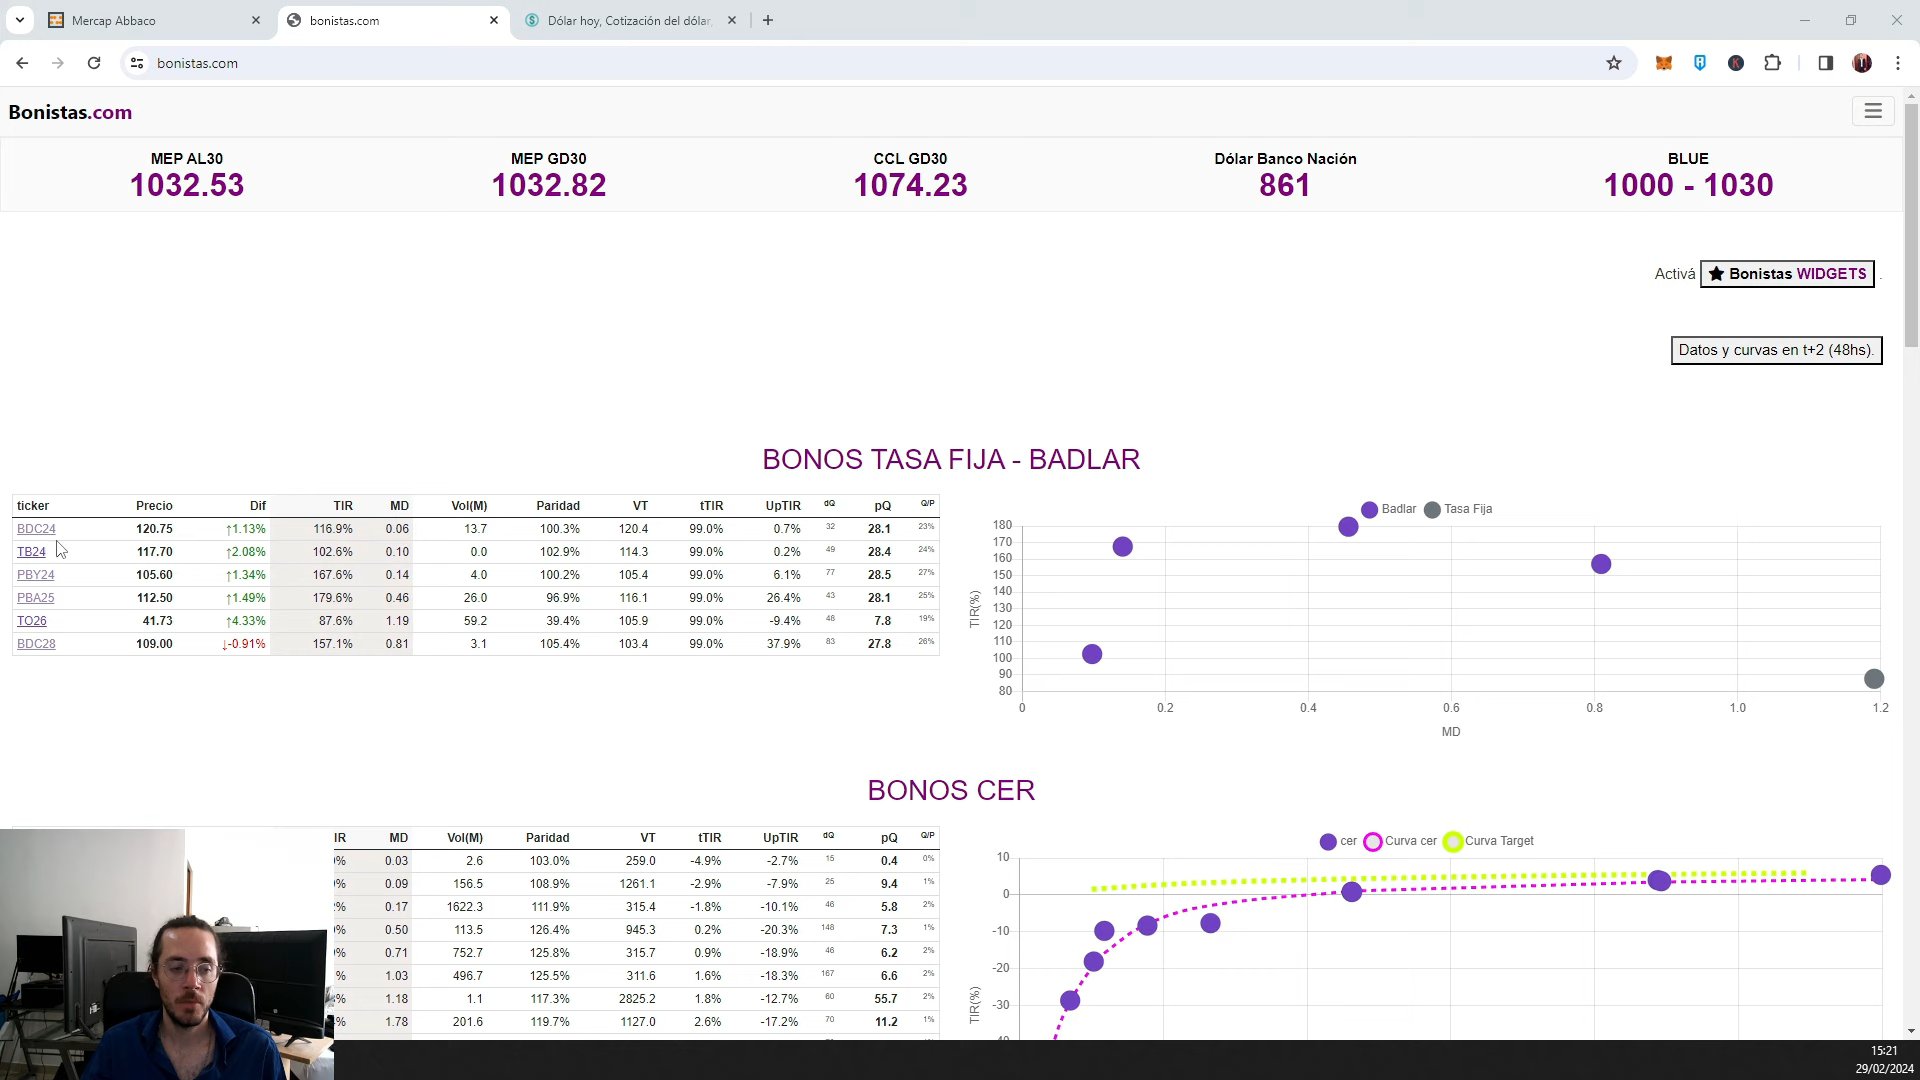 Mercap Abbaco
bonistas.com
Dólar hoy, Cotización del dólar,
bonistas.com
Bonistas.com
MEP AL30
1032.53
MEP GD30
1032.82
CCL GD30
1074.23
Dólar Banco Nación
861
BLUE
1000 - 1030
Activá ★ Bonistas WIDGETS .
Datos y curvas en t+2 (48hs).
BONOS TASA FIJA - BADLAR
ticker Precio Dif TIR MD Vol(M) Paridad VT tTIR UpTIR dQ pQ Q/P
BDC24 120.75 ↑1.13% 116.9% 0.06 13.7 100.3% 120.4 99.0% 0.7% 32 28.1 23%
TB24 117.70 ↑2.08% 102.6% 0.10 0.0 102.9% 114.3 99.0% 0.2% 49 28.4 24%
PBY24 105.60 ↑1.34% 167.6% 0.14 4.0 100.2% 105.4 99.0% 6.1% 77 28.5 27%
PBA25 112.50 ↑1.49% 179.6% 0.46 26.0 96.9% 116.1 99.0% 26.4% 43 28.1 25%
TO26 41.73 ↑4.33% 87.6% 1.19 59.2 39.4% 105.9 99.0% -9.4% 48 7.8 19%
BDC28 109.00 ↓-0.91% 157.1% 0.81 3.1 105.4% 103.4 99.0% 37.9% 83 27.8 26%
Badlar Tasa Fija
180
170
160
150
140
130
120
110
100
90
80
TIR(%)
0 0.2 0.4 0.6 0.8 1.0 1.2
MD
BONOS CER
IR MD Vol(M) Paridad VT tTIR UpTIR dQ pQ Q/P
% 0.03 2.6 103.0% 259.0 -4.9% -2.7% 15 0.4 0%
% 0.09 156.5 108.9% 1261.1 -2.9% -7.9% 25 9.4 1%
% 0.17 1622.3 111.9% 315.4 -1.8% -10.1% 46 5.8 2%
% 0.50 113.5 126.4% 945.3 0.2% -20.3% 148 7.3 1%
% 0.71 752.7 125.8% 315.7 0.9% -18.9% 46 6.2 2%
% 1.03 496.7 125.5% 311.6 1.6% -18.3% 167 6.6 2%
% 1.18 1.1 117.3% 2825.2 1.8% -12.7% 60 55.7 2%
% 1.78 201.6 119.7% 1127.0 2.6% -17.2% 70 11.2 1%
cer Curva cer Curva Target
10
0
-10
-20
-30
TIR(%)
15:21
29/02/2024